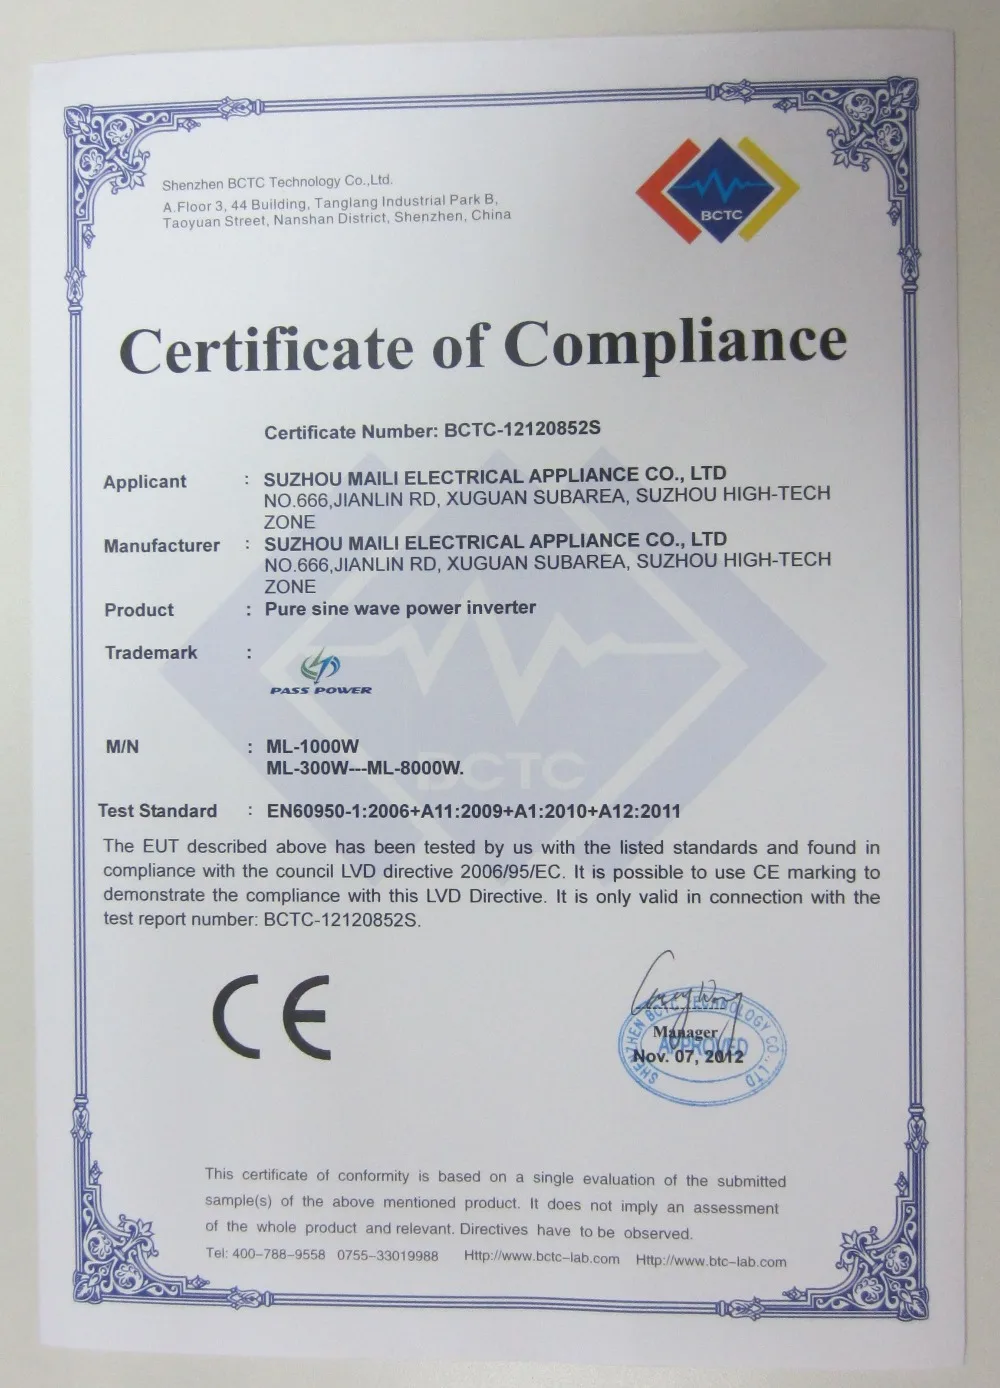 Shenzhen BCTC Technology Co.,Ltd.
A.Floor 3, 44 Building, Tanglang Industrial Park B,
Taoyuan Street, Nanshan District, Shenzhen, China
BCTC
Certificate of Compliance
Certificate Number: BCTC-12120852S
Applicant : SUZHOU MAILI ELECTRICAL APPLIANCE CO., LTD
NO.666,JIANLIN RD, XUGUAN SUBAREA, SUZHOU HIGH-TECH
ZONE
Manufacturer : SUZHOU MAILI ELECTRICAL APPLIANCE CO., LTD
NO.666,JIANLIN RD, XUGUAN SUBAREA, SUZHOU HIGH-TECH
ZONE
Product : Pure sine wave power inverter
Trademark :
PASS POWER
M/N : ML-1000W
ML-300W---ML-8000W.
BCTC
Test Standard : EN60950-1:2006+A11:2009+A1:2010+A12:2011
The EUT described above has been tested by us with the listed standards and found in
compliance with the council LVD directive 2006/95/EC. It is possible to use CE marking to
demonstrate the compliance with this LVD Directive. It is only valid in connection with the
test report number: BCTC-12120852S.
CE
SHENZHEN BCTC TECHNOLOGY CO., LTD
Manager
APPROVED
Nov. 07, 2012
This certificate of conformity is based on a single evaluation of the submitted
sample(s) of the above mentioned product. It does not imply an assessment
of the whole product and relevant. Directives have to be observed.
Tel: 400-788-9558 0755-33019988 Http://www.bctc-lab.com Http://www.btc-lab.com